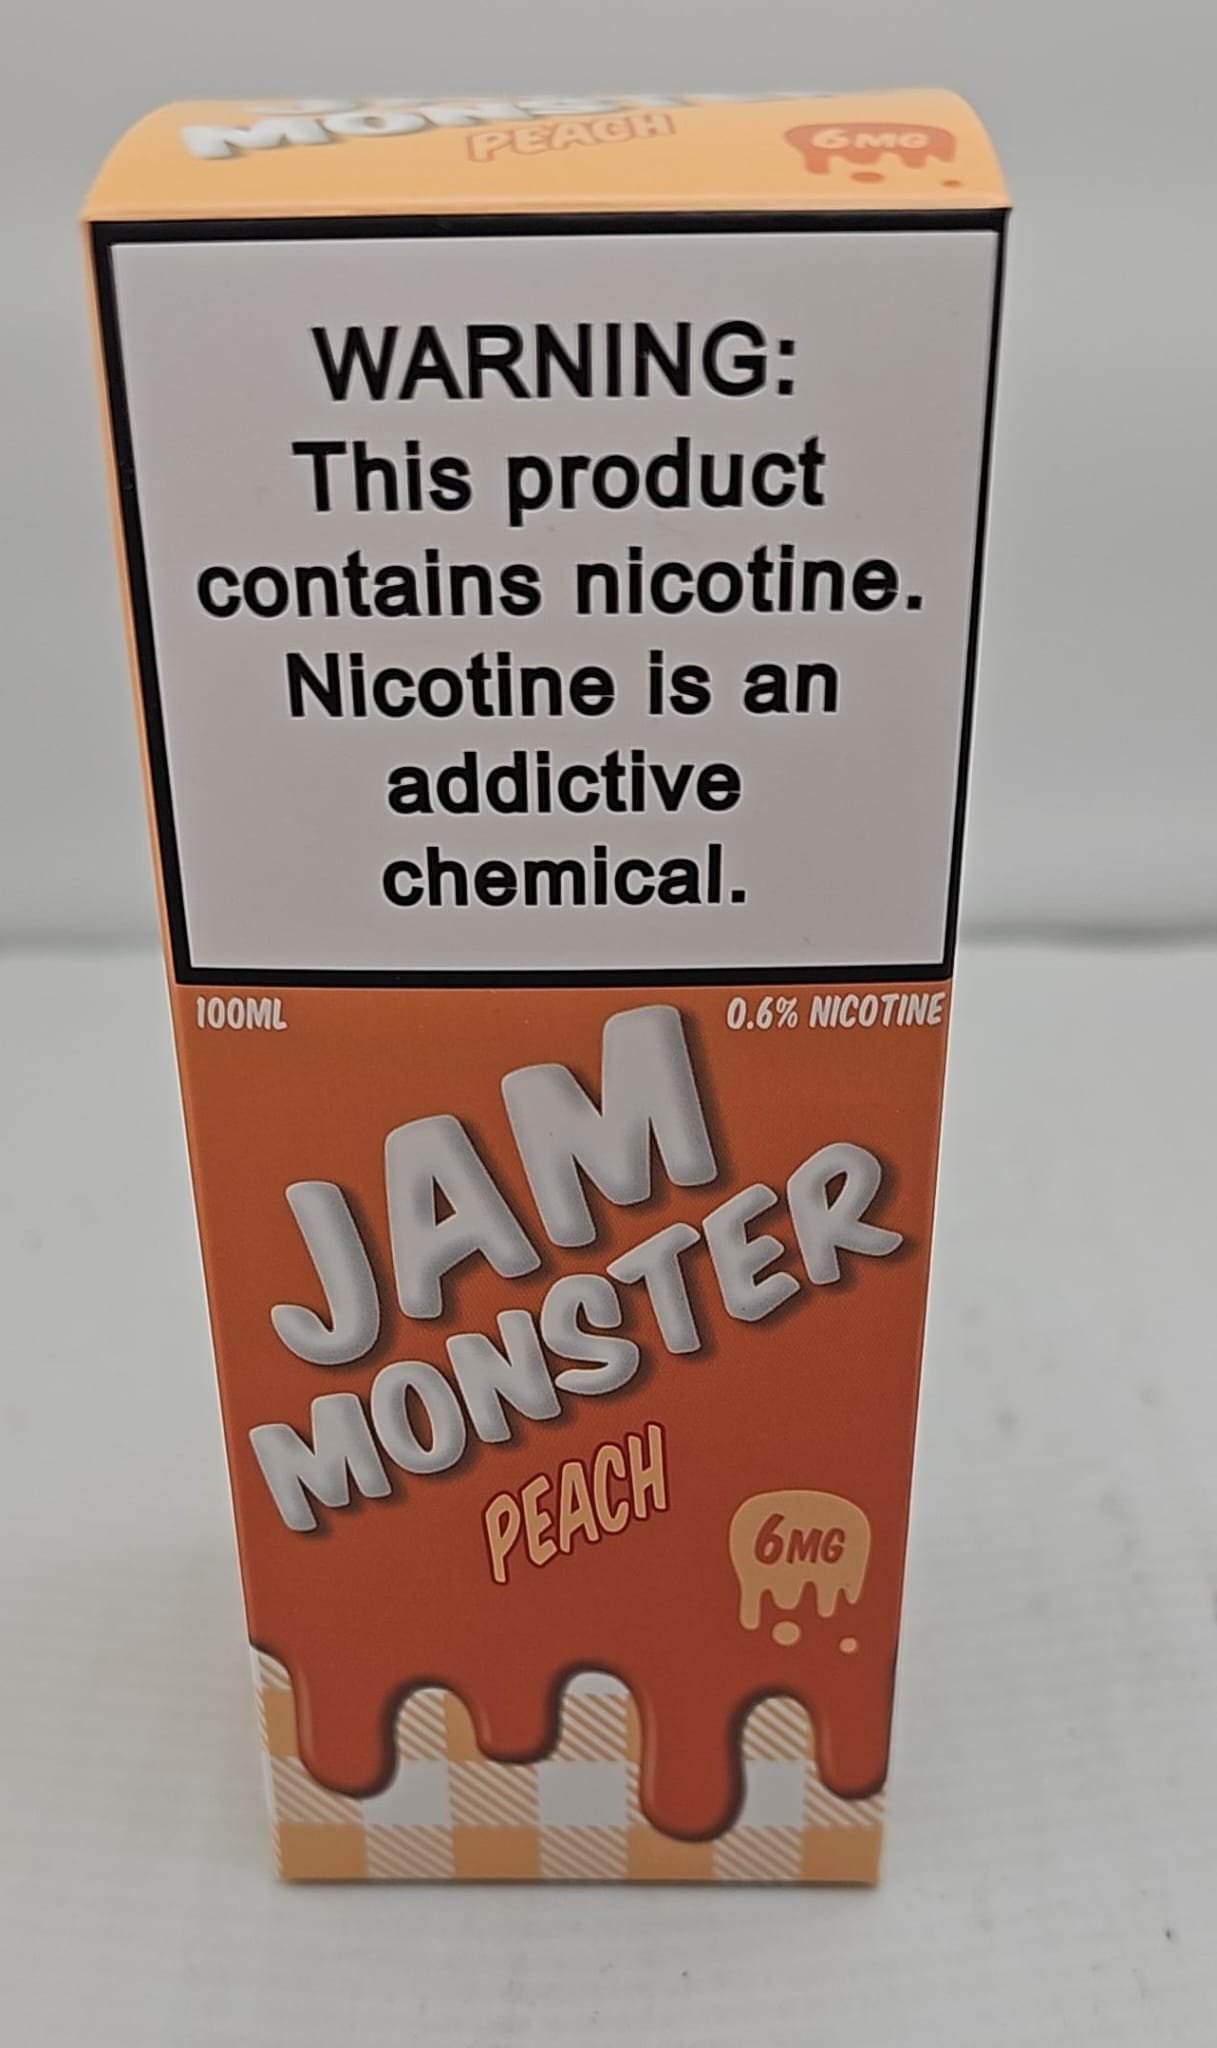 MONSTER
PEACH
6MG
WARNING:
This product
contains nicotine.
Nicotine is an
addictive
chemical.
100ML
0.6% NICOTINE
JAM
MONSTER
PEACH
6MG